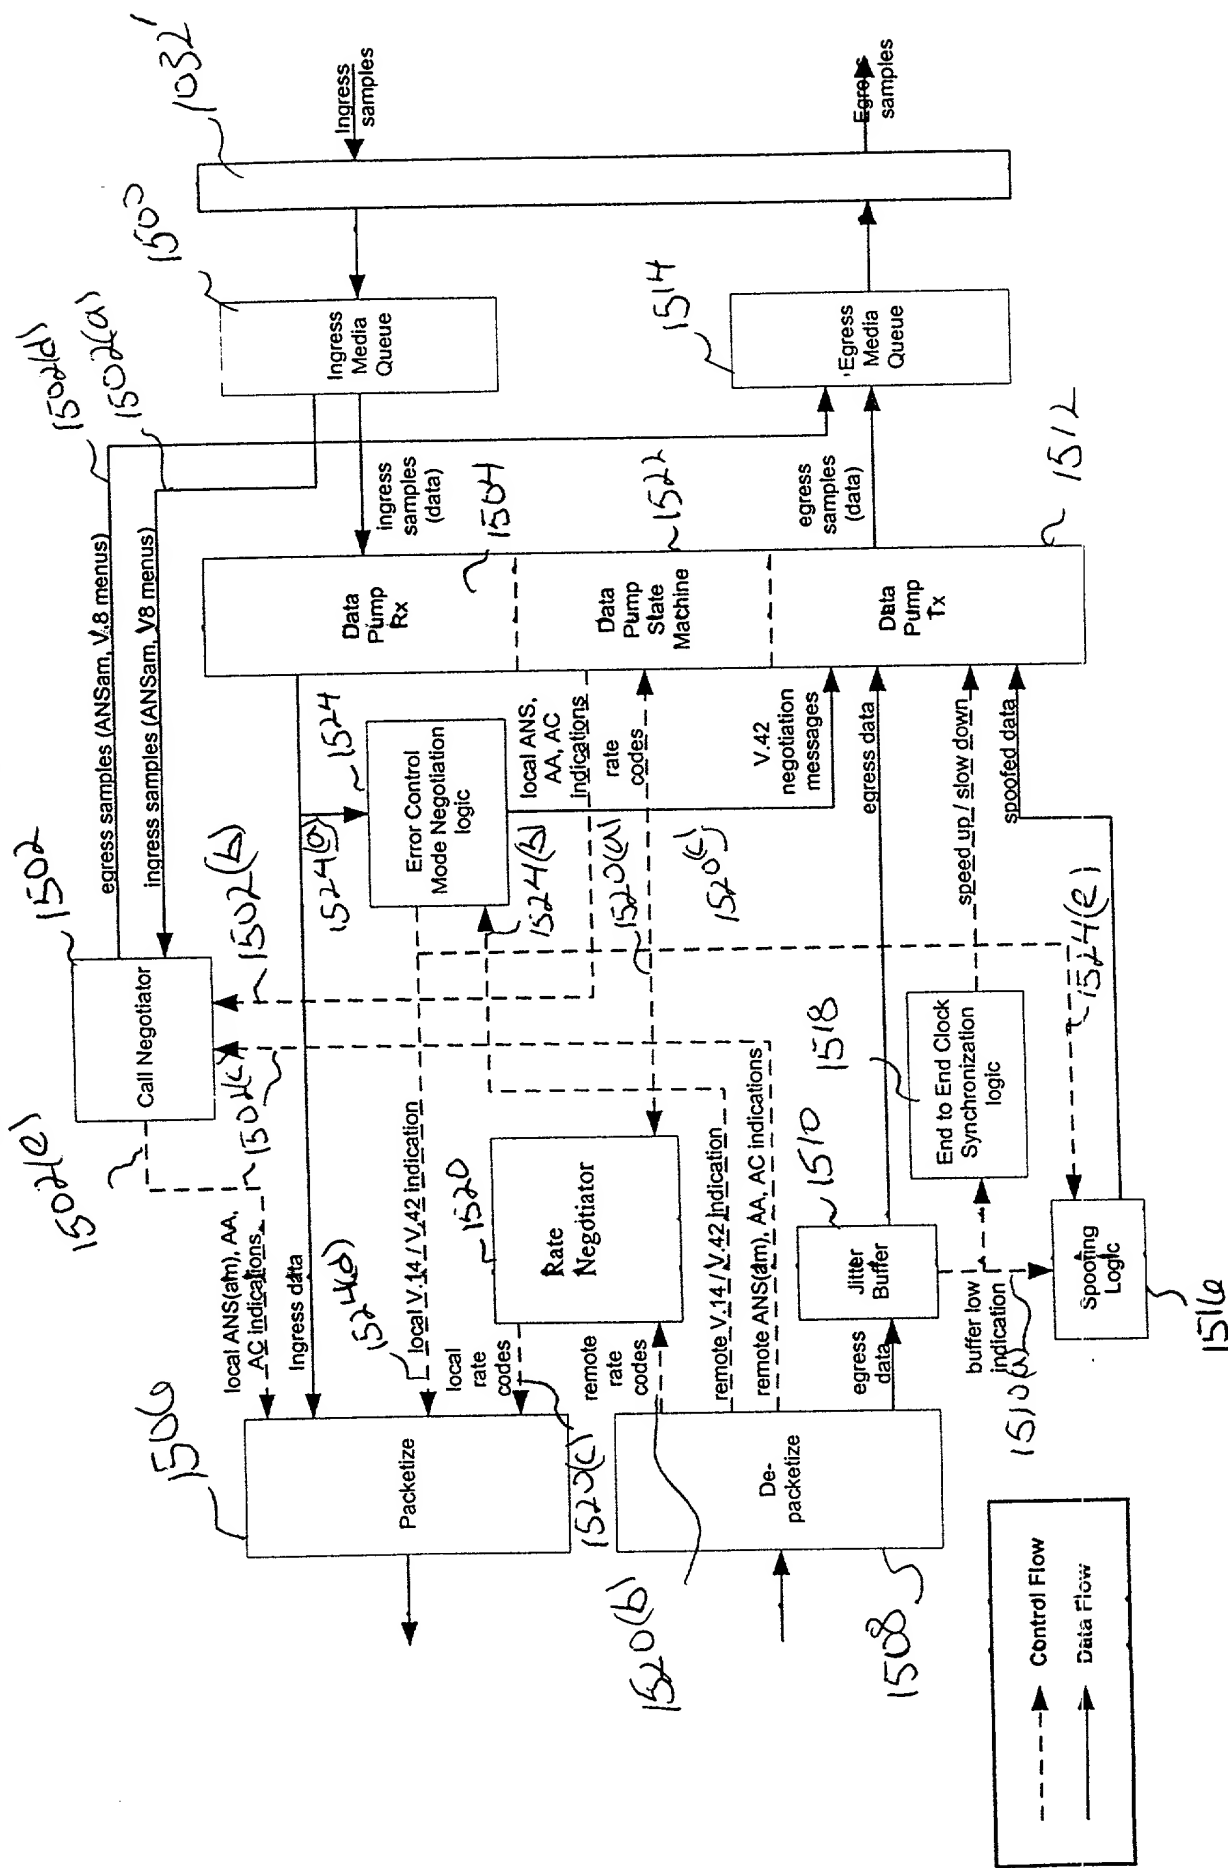 1032'
Ingress
samples
Egress
samples
1500
Ingress
Media
Queue
1514
'Egress
Media
Queue
1502(d)
1502(a)
egress samples (ANSam, V.8 menus)
ingress samples (ANSam, V8 menus)
ingress
samples
(data)
egress
samples
(data)
1504
1522
1512
Data
Pump
Rx
Data
Pump
State
Machine
Data
Pump
Tx
1524
1524(a)
Error Control
Mode Negotiation
logic
1524(b)
local ANS,
AA, AC
indications
rate
codes
1520(a)
1520(c)
V.42
negotiation
messages
egress data
speed up / slow down
spoofed data
1502
Call Negotiator
1502(b)
1502(c)
1502(e)
local ANS(am), AA,
AC indications
Ingress data
local V.14 / V.42 indication
1524(d)
1520
Rate
Negotiator
local
rate
codes
remote
rate
codes
remote V.14 / V.42 indication
remote ANS(am), AA, AC indications
1518
End to End Clock
Synchronization
logic
1524(e)
1510
Jitter
Buffer
egress
data
buffer low
indication
1510(a)
Spoofing
Logic
1516
1506
Packetize
1520(c)
De-
packetize
1520(b)
1508
Control Flow
Data Flow